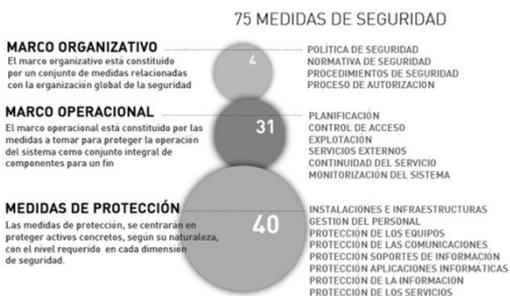 75 MEDIDAS DE SEGURIDAD
MARCO ORGANIZATIVO
El marco organizativo está constituido
por un conjunto de medidas relacionadas
con la organización global de la seguridad
4
POLÍTICA DE SEGURIDAD
NORMATIVA DE SEGURIDAD
PROCEDIMIENTOS DE SEGURIDAD
PROCESO DE AUTORIZACION
MARCO OPERACIONAL
El marco operacional está constituido por las
medidas a tomar para proteger la operación
del sistema como conjunto integral de
componentes para un fin
31
PLANIFICACIÓN
CONTROL DE ACCESO
EXPLOTACIÓN
SERVICIOS EXTERNOS
CONTINUIDAD DEL SERVICIO
MONITORIZACIÓN DEL SISTEMA
MEDIDAS DE PROTECCIÓN
Las medidas de protección, se centrarán en
proteger activos concretos, según su naturaleza,
con el nivel requerido en cada dimensión
de seguridad.
40
INSTALACIONES E INFRAESTRUCTURAS
GESTIÓN DEL PERSONAL
PROTECCIÓN DE LOS EQUIPOS
PROTECCIÓN DE LAS COMUNICACIONES
PROTECCIÓN SOPORTES DE INFORMACIÓN
PROTECCIÓN APLICACIONES INFORMÁTICAS
PROTECCIÓN DE LA INFORMACION
PROTECCIÓN DE LOS SERVICIOS